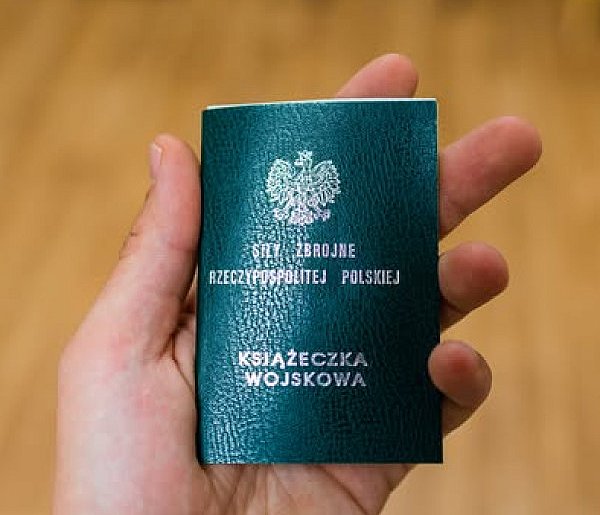 SIŁY ZBROJNE
RZECZYPOSPOLITEJ POLSKIEJ
KSIĄŻECZKA
WOJSKOWA